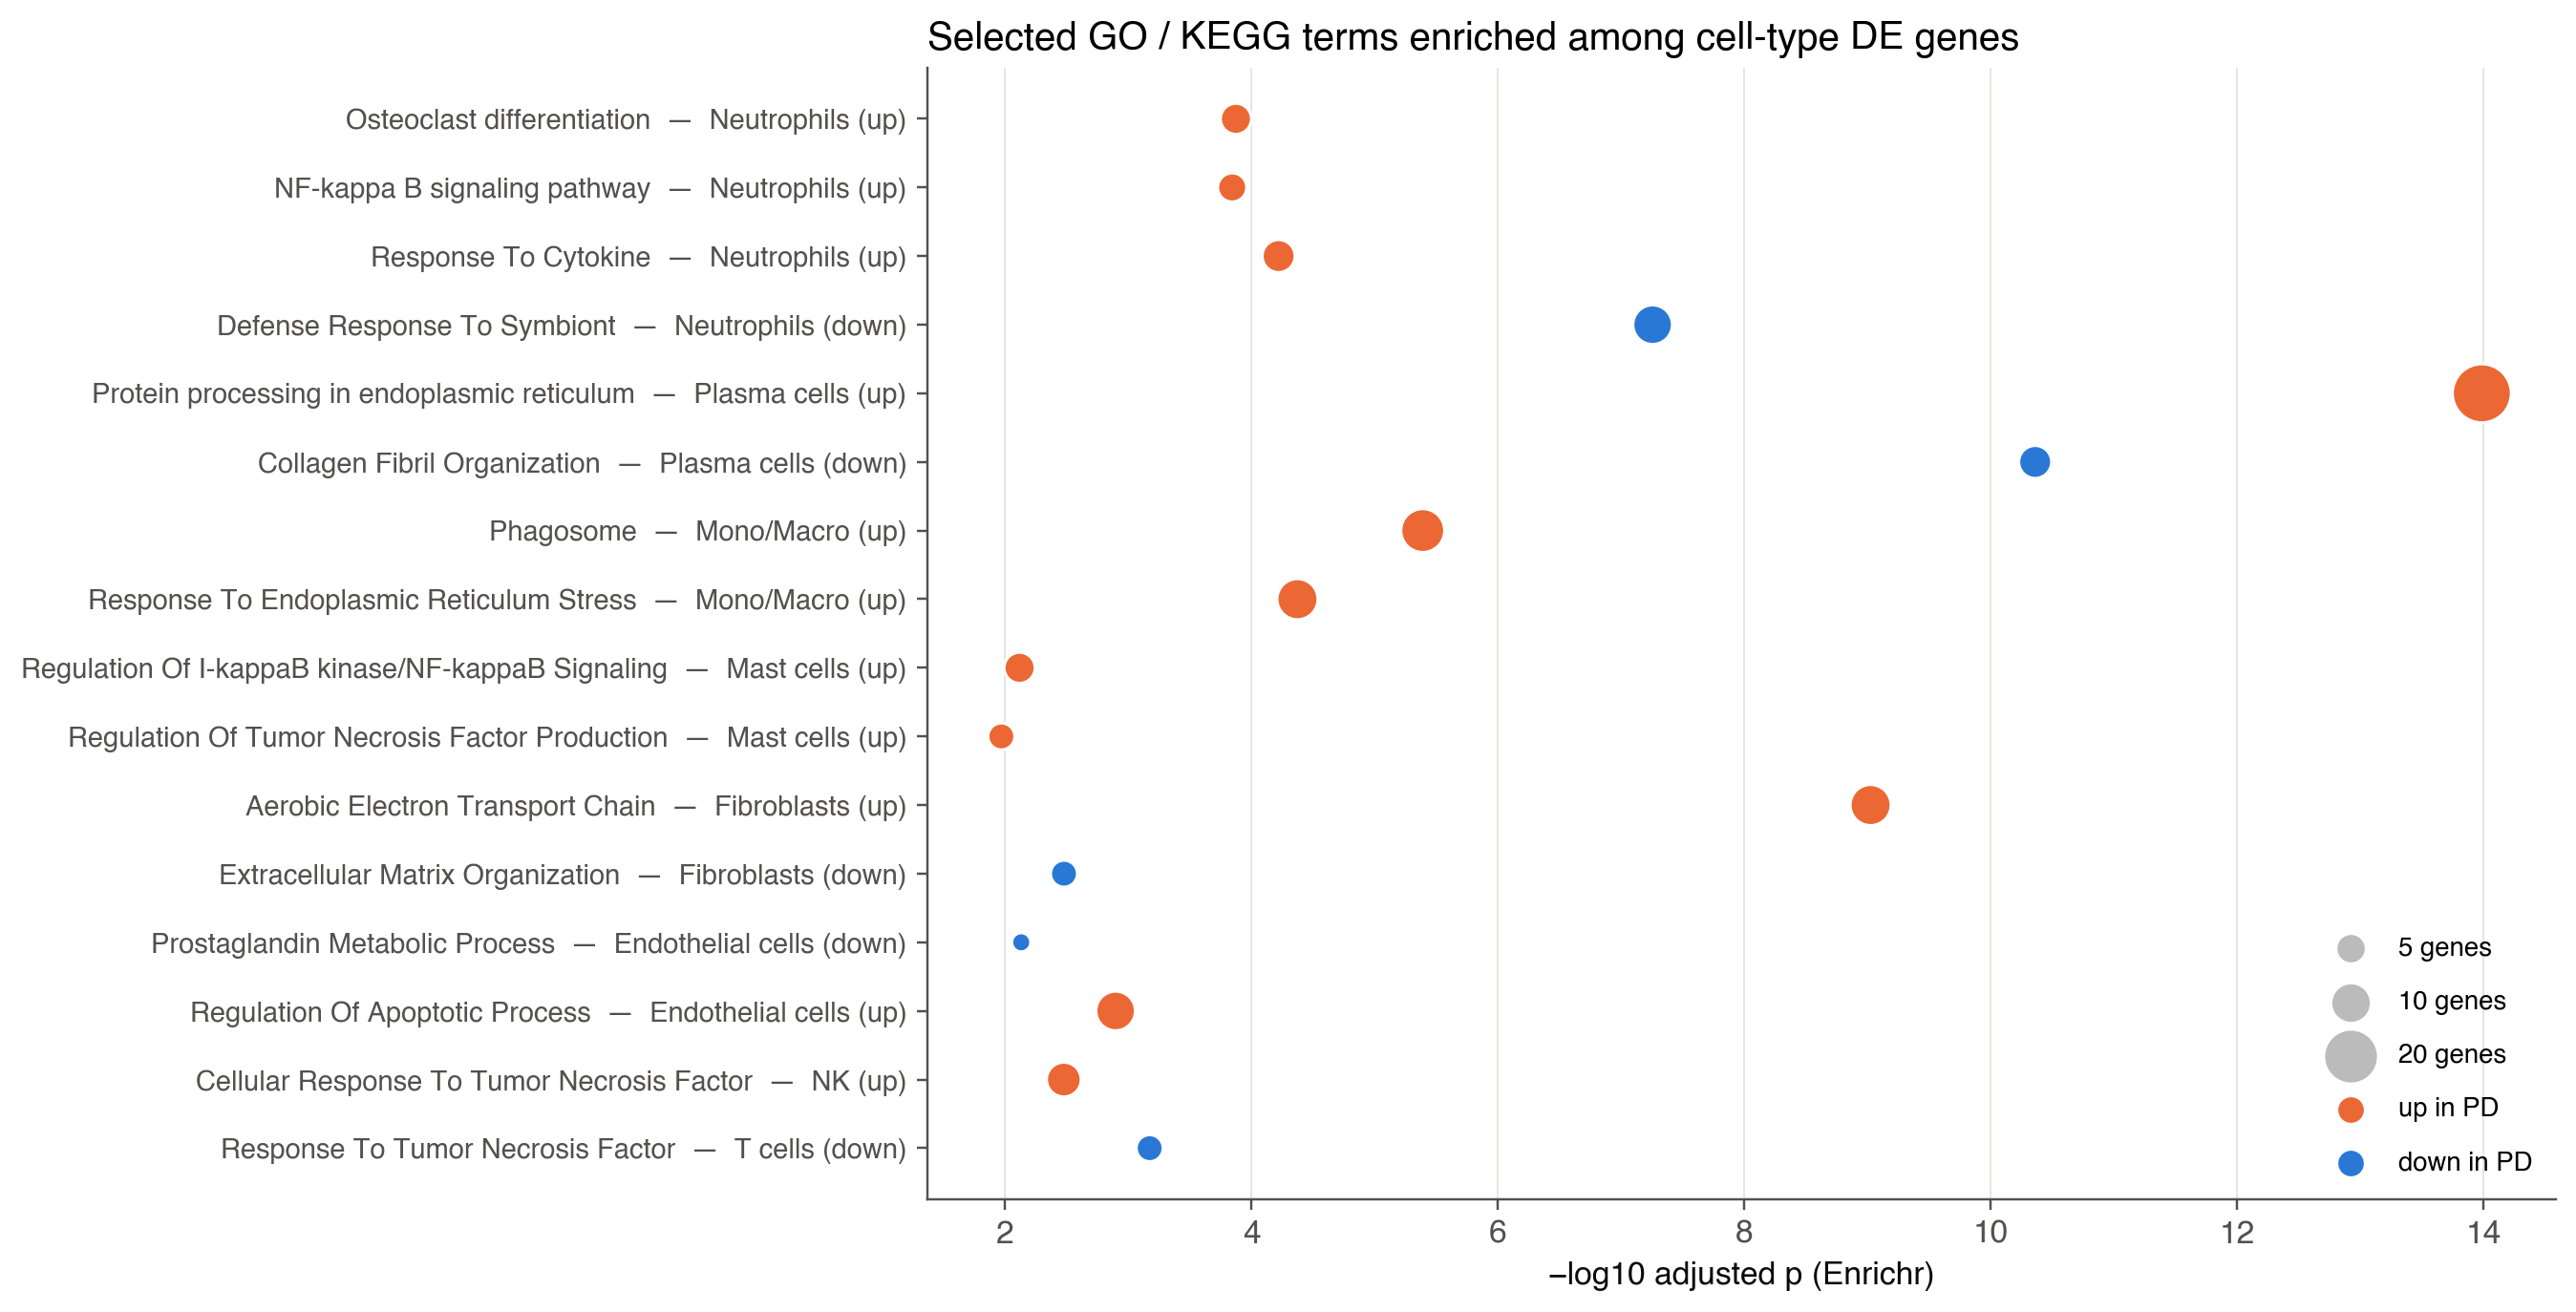 Selected GO / KEGG terms enriched among cell-type DE genes
Osteoclast differentiation — Neutrophils (up)
NF-kappa B signaling pathway — Neutrophils (up)
Response To Cytokine — Neutrophils (up)
Defense Response To Symbiont — Neutrophils (down)
Protein processing in endoplasmic reticulum — Plasma cells (up)
Collagen Fibril Organization — Plasma cells (down)
Phagosome — Mono/Macro (up)
Response To Endoplasmic Reticulum Stress — Mono/Macro (up)
Regulation Of I-kappaB kinase/NF-kappaB Signaling — Mast cells (up)
Regulation Of Tumor Necrosis Factor Production — Mast cells (up)
Aerobic Electron Transport Chain — Fibroblasts (up)
Extracellular Matrix Organization — Fibroblasts (down)
Prostaglandin Metabolic Process — Endothelial cells (down)
Regulation Of Apoptotic Process — Endothelial cells (up)
Cellular Response To Tumor Necrosis Factor — NK (up)
Response To Tumor Necrosis Factor — T cells (down)
5 genes
10 genes
20 genes
up in PD
down in PD
2 4 6 8 10 12 14
−log10 adjusted p (Enrichr)